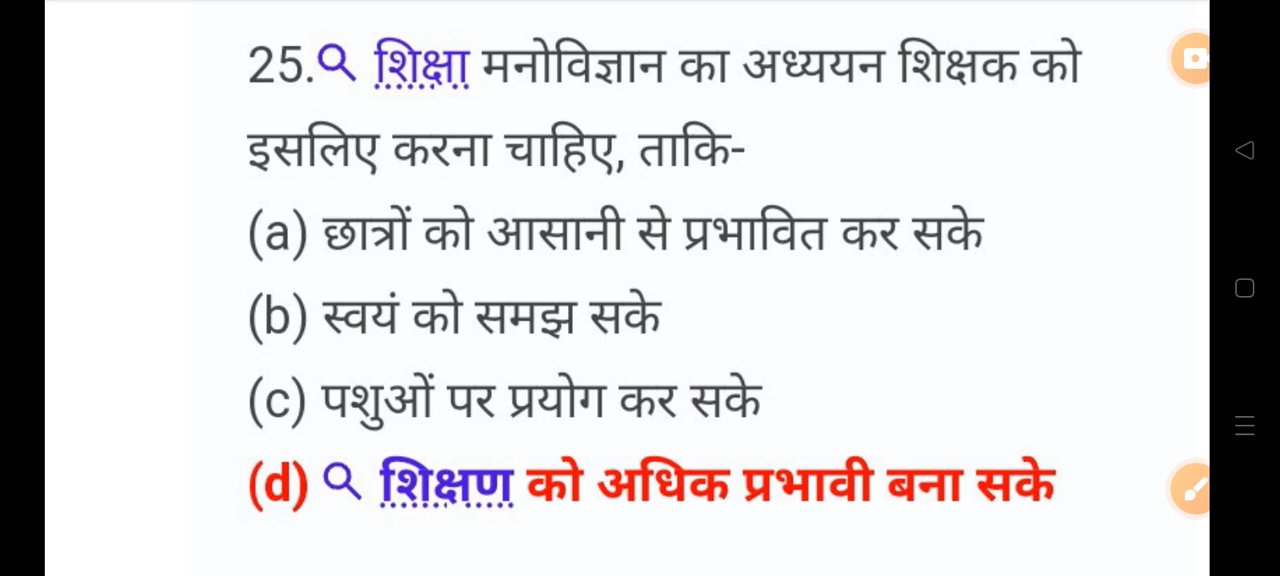 25. शिक्षा मनोविज्ञान का अध्ययन शिक्षक को
इसलिए करना चाहिए, ताकि-
(a) छात्रों को आसानी से प्रभावित कर सके
(b) स्वयं को समझ सके
(c) पशुओं पर प्रयोग कर सके
(d) शिक्षण को अधिक प्रभावी बना सके